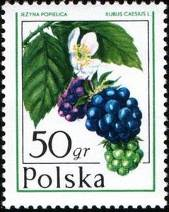 JEŻYNA POPIELICA RUBUS CAESIUS L.
50 gr
Polska